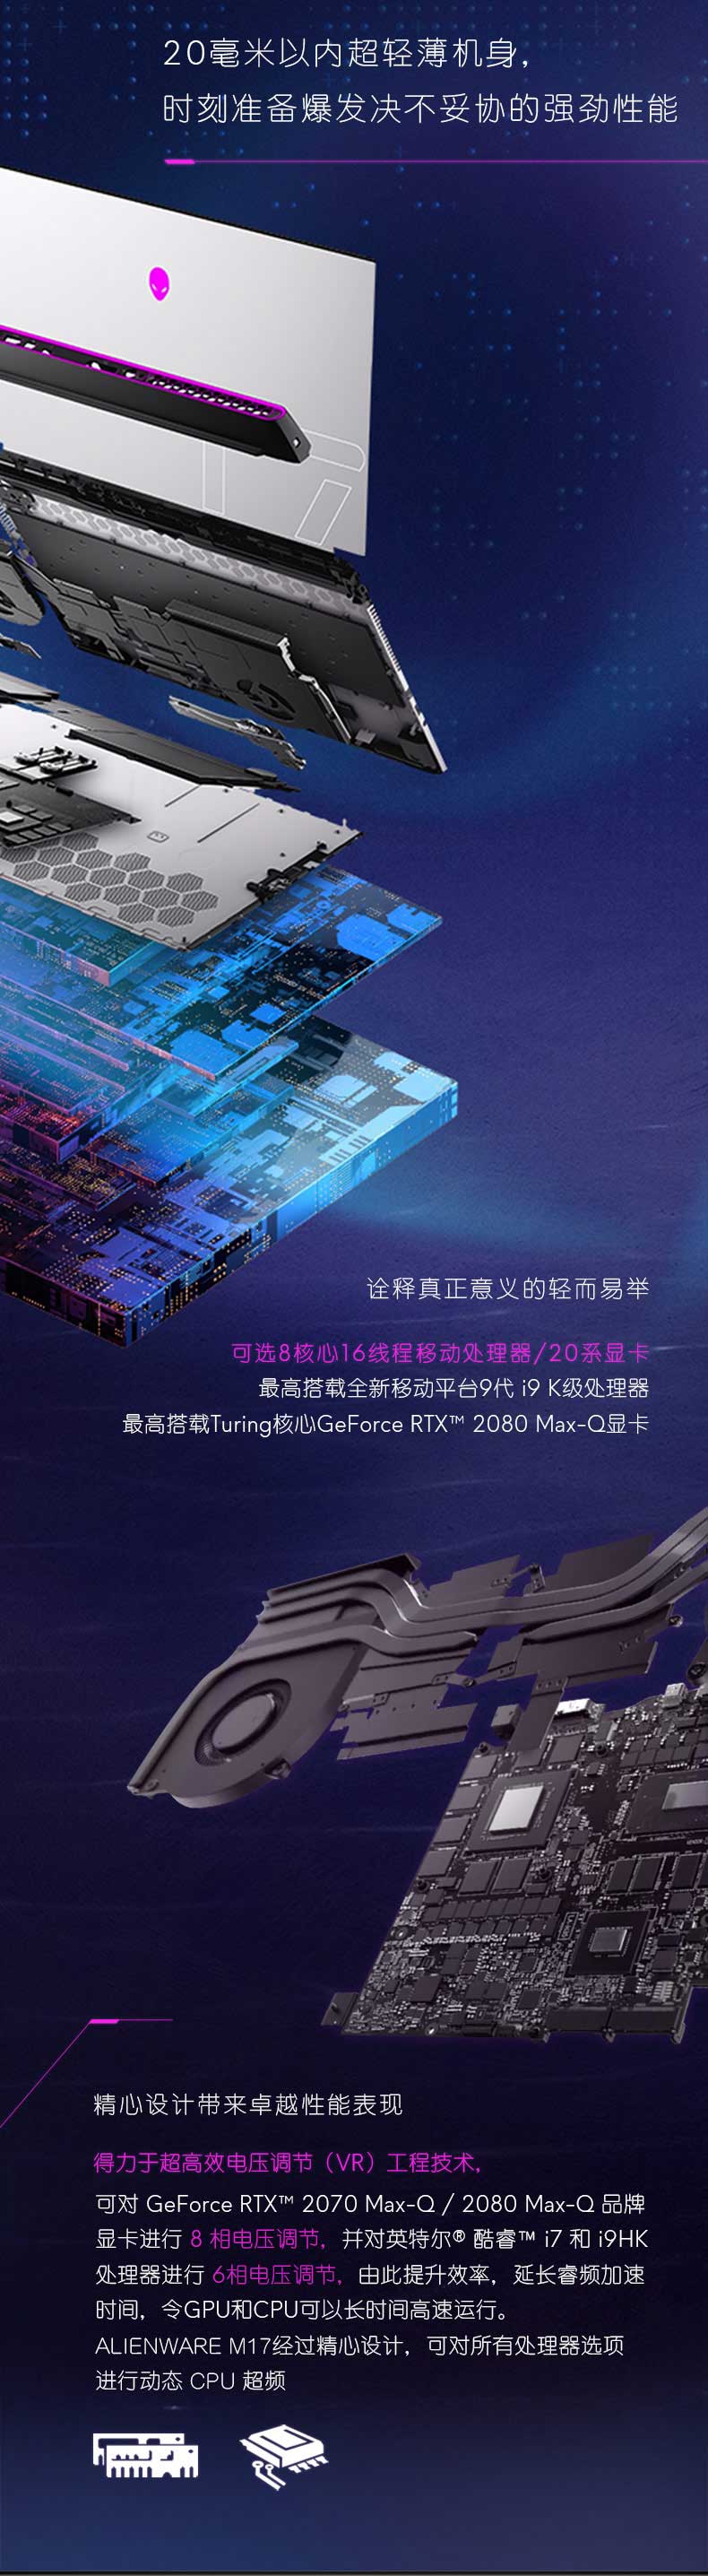 20毫米以内超轻薄机身，
时刻准备爆发决不妥协的强劲性能
诠释真正意义的轻而易举
可选8核心16线程移动处理器/20系显卡
最高搭载全新移动平台9代 i9 K级处理器
最高搭载Turing核心GeForce RTX™ 2080 Max-Q显卡
精心设计带来卓越性能表现
得力于超高效电压调节（VR）工程技术，
可对 GeForce RTX™ 2070 Max-Q / 2080 Max-Q 品牌
显卡进行 8 相电压调节，并对英特尔® 酷睿™ i7 和 i9HK
处理器进行 6相电压调节，由此提升效率，延长睿频加速
时间，令GPU和CPU可以长时间高速运行。
ALIENWARE M17经过精心设计，可对所有处理器选项
进行动态 CPU 超频